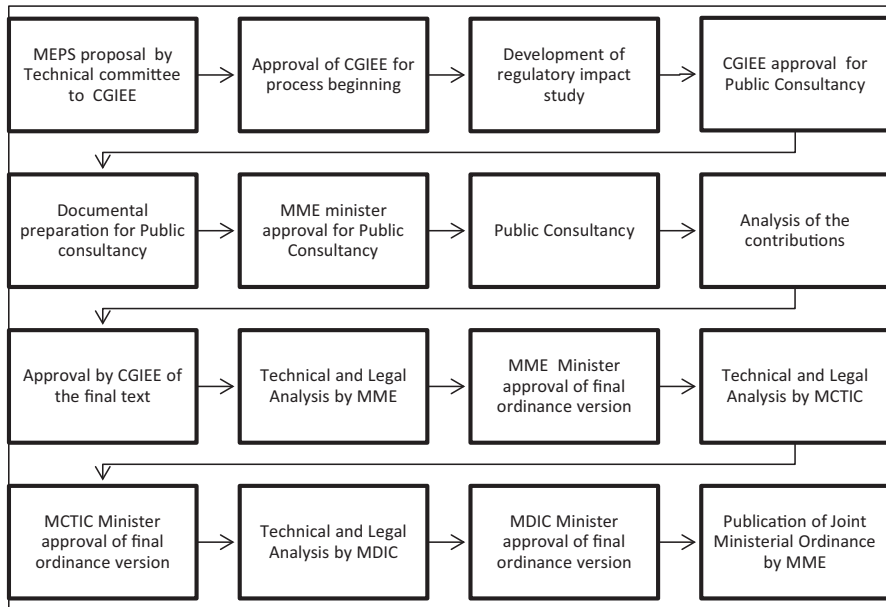 MEPS proposal by
Technical committee
to CGIEE
Approval of CGIEE for
process beginning
Development of
regulatory impact
study
CGIEE approval for
Public Consultancy
Documental
preparation for Public
consultancy
MME minister
approval for Public
Consultancy
Public Consultancy
Analysis of the
contributions
Approval by CGIEE of
the final text
Technical and Legal
Analysis by MME
MME Minister
approval of final
ordinance version
Technical and Legal
Analysis by MCTIC
MCTIC Minister
approval of final
ordinance version
Technical and Legal
Analysis by MDIC
MDIC Minister
approval of final
ordinance version
Publication of Joint
Ministerial Ordinance
by MME